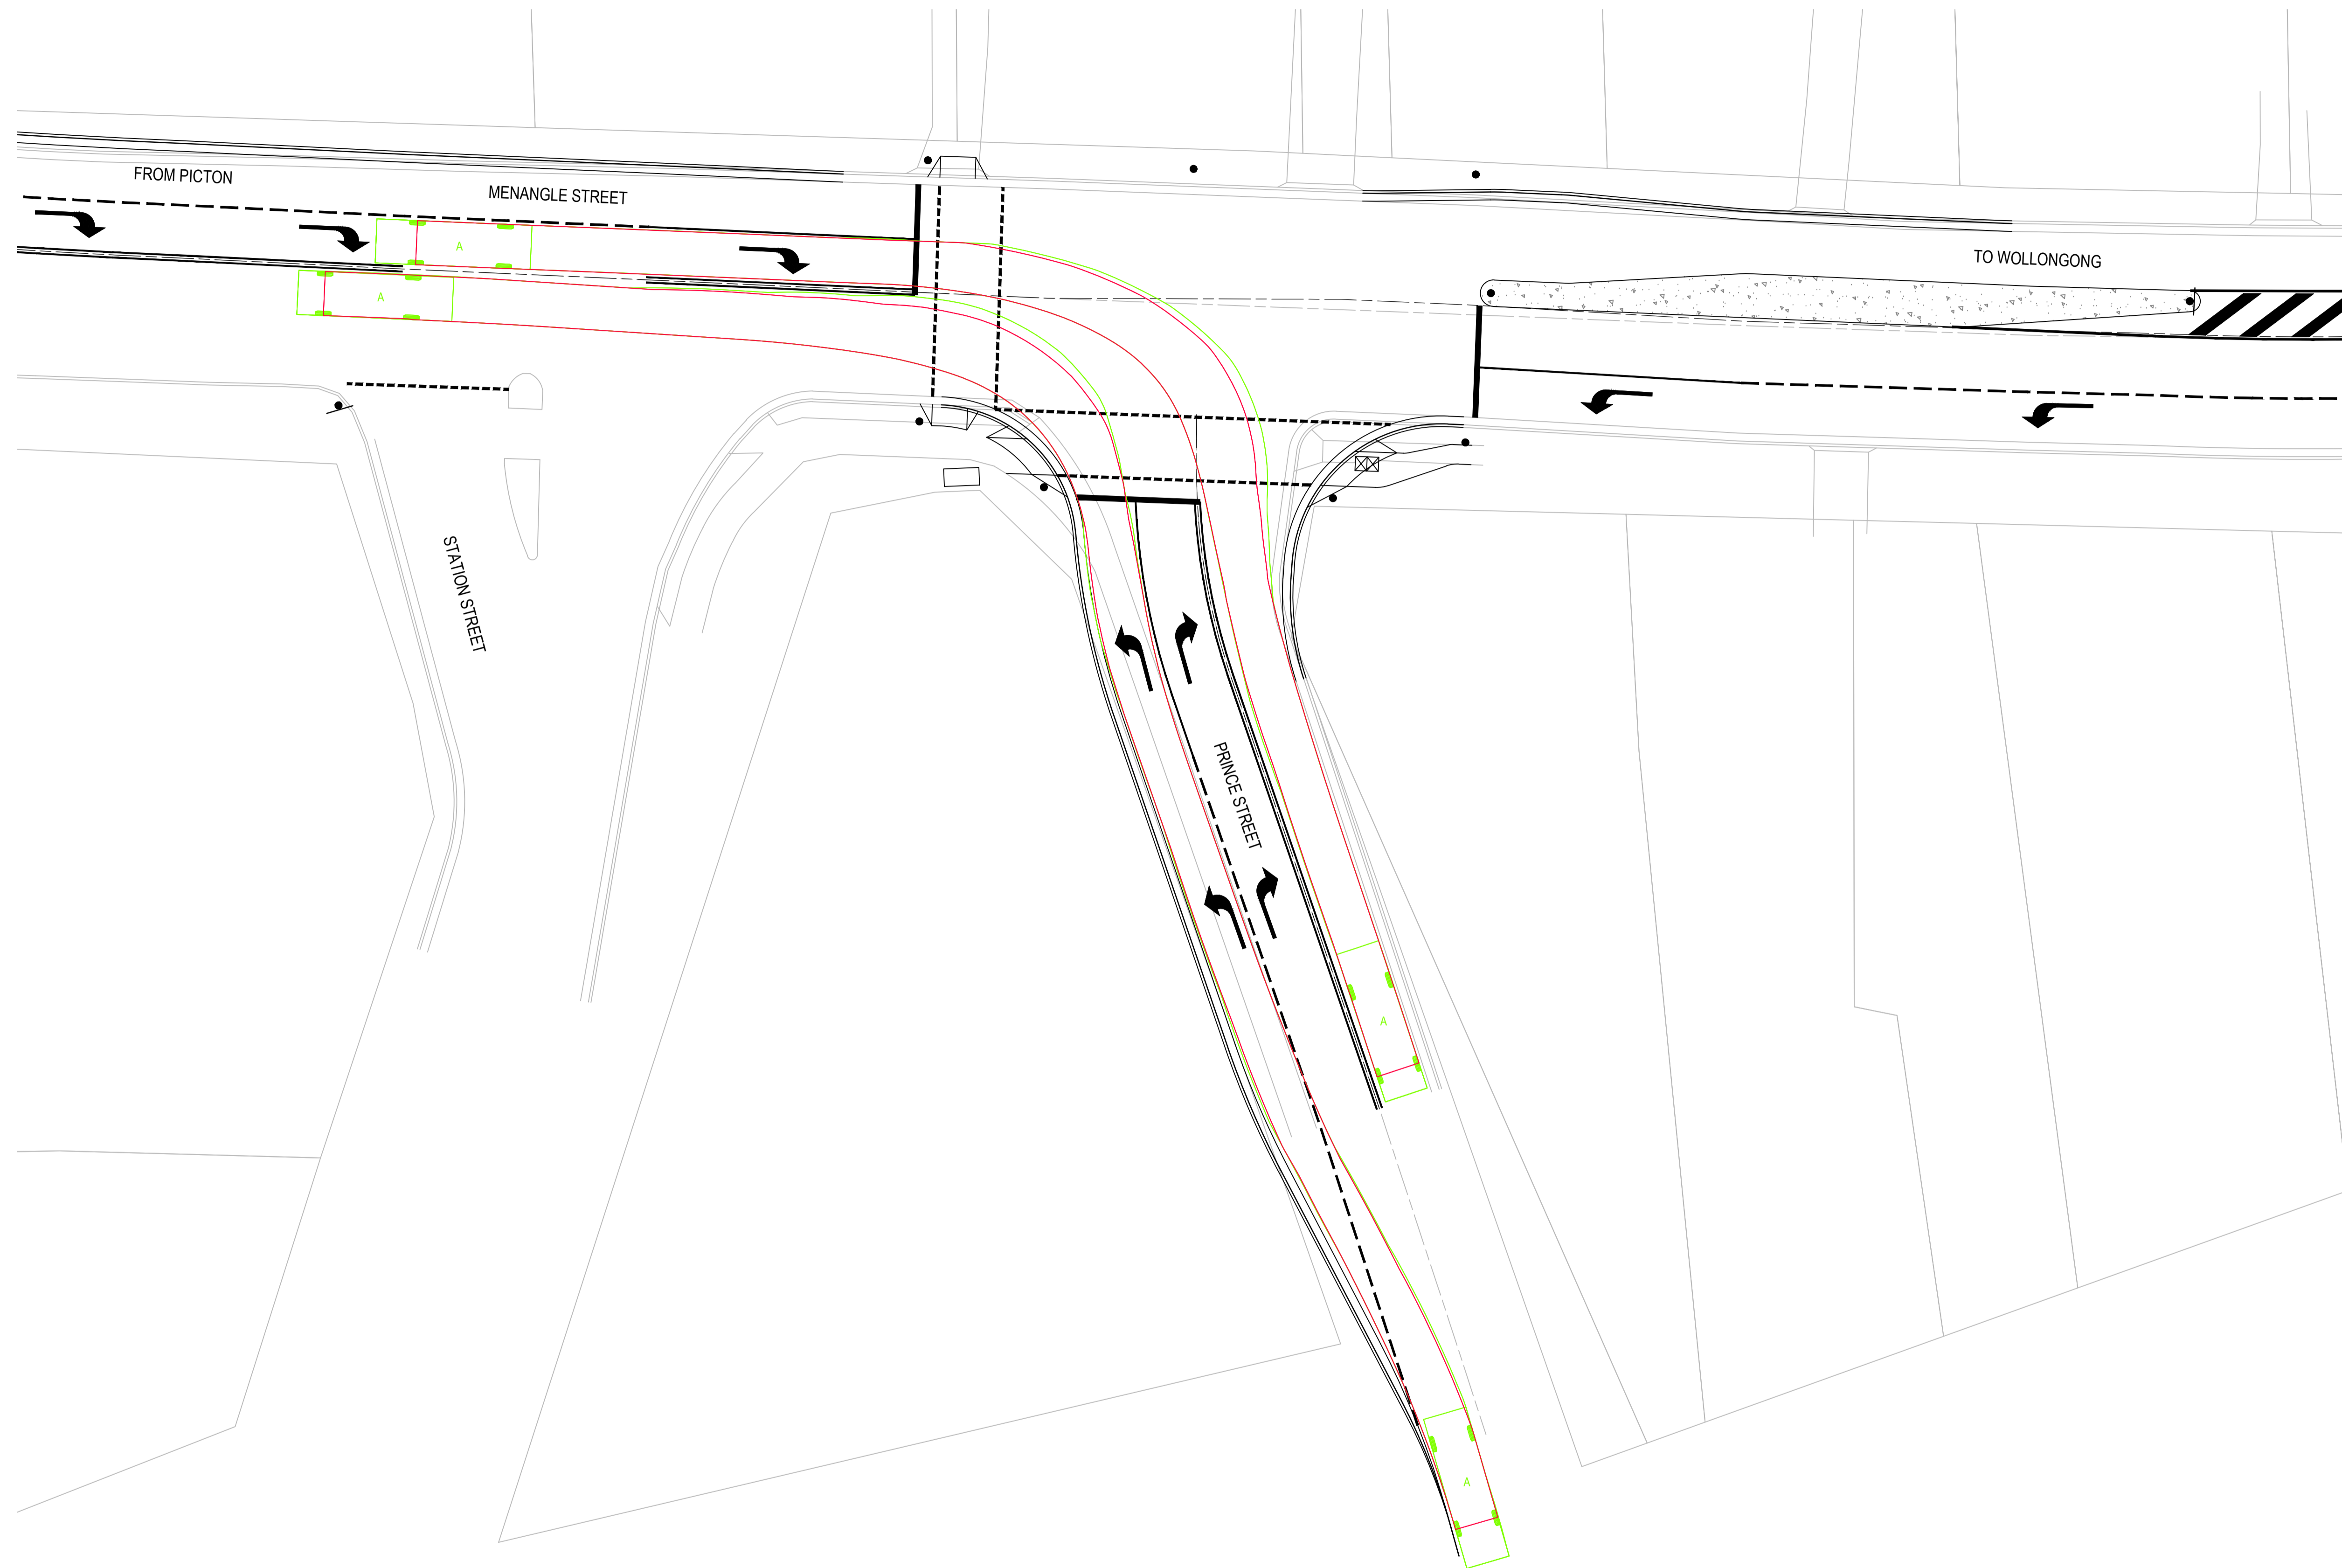 FROM PICTON
MENANGLE STREET
TO WOLLONGONG
A
A
STATION STREET
PRINCE STREET
A
A